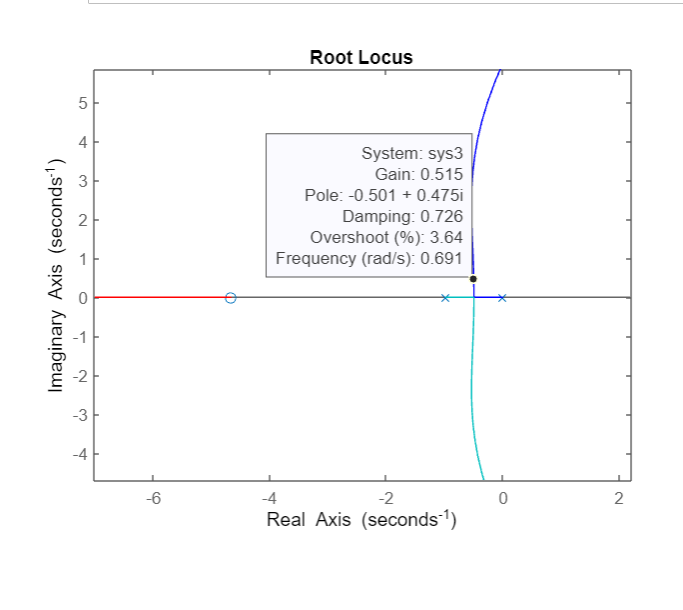 Root Locus
System: sys3
Gain: 0.515
Pole: -0.501 + 0.475i
Damping: 0.726
Overshoot (%): 3.64
Frequency (rad/s): 0.691
Imaginary Axis (seconds⁻¹)
5
4
3
2
1
0
-1
-2
-3
-4
-6 -4 -2 0 2
Real Axis (seconds⁻¹)